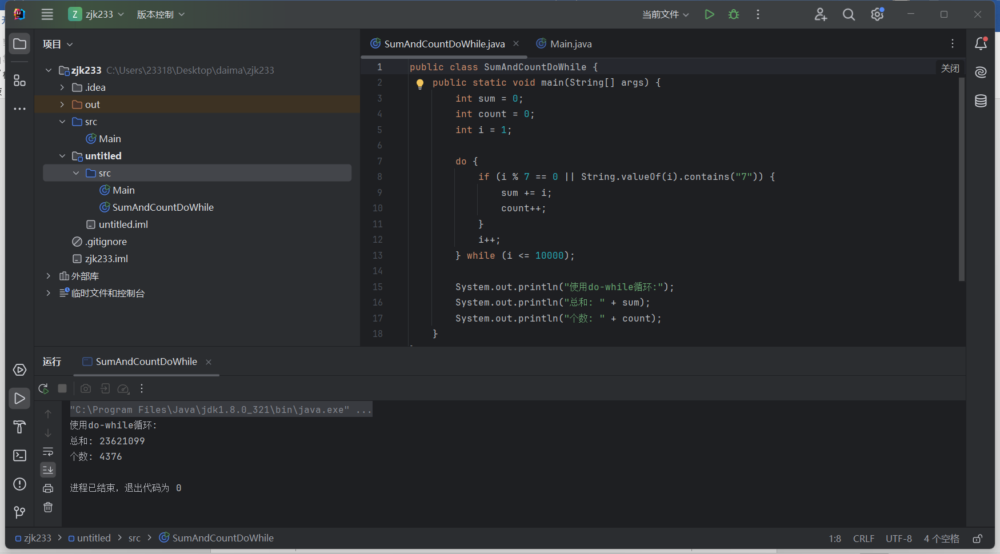 Z zjk233 版本控制 当前文件
项目
zjk233 C:\Users\23318\Desktop\daima\zjk233
.idea
out
src
Main
untitled
src
Main
SumAndCountDoWhile
untitled.iml
.gitignore
zjk233.iml
外部库
临时文件和控制台
SumAndCountDoWhile.java Main.java
关闭
1 public class SumAndCountDoWhile {
2 public static void main(String[] args) {
3 int sum = 0;
4 int count = 0;
5 int i = 1;
6
7 do {
8 if (i % 7 == 0 || String.valueOf(i).contains("7")) {
9 sum += i;
10 count++;
11 }
12 i++;
13 } while (i <= 10000);
14
15 System.out.println("使用do-while循环:");
16 System.out.println("总和: " + sum);
17 System.out.println("个数: " + count);
18 }
运行 SumAndCountDoWhile
"C:\Program Files\Java\jdk1.8.0_321\bin\java.exe" ...
使用do-while循环:
总和: 23621099
个数: 4376
进程已结束，退出代码为 0
zjk233 > untitled > src > SumAndCountDoWhile 1:8 CRLF UTF-8 4 个空格